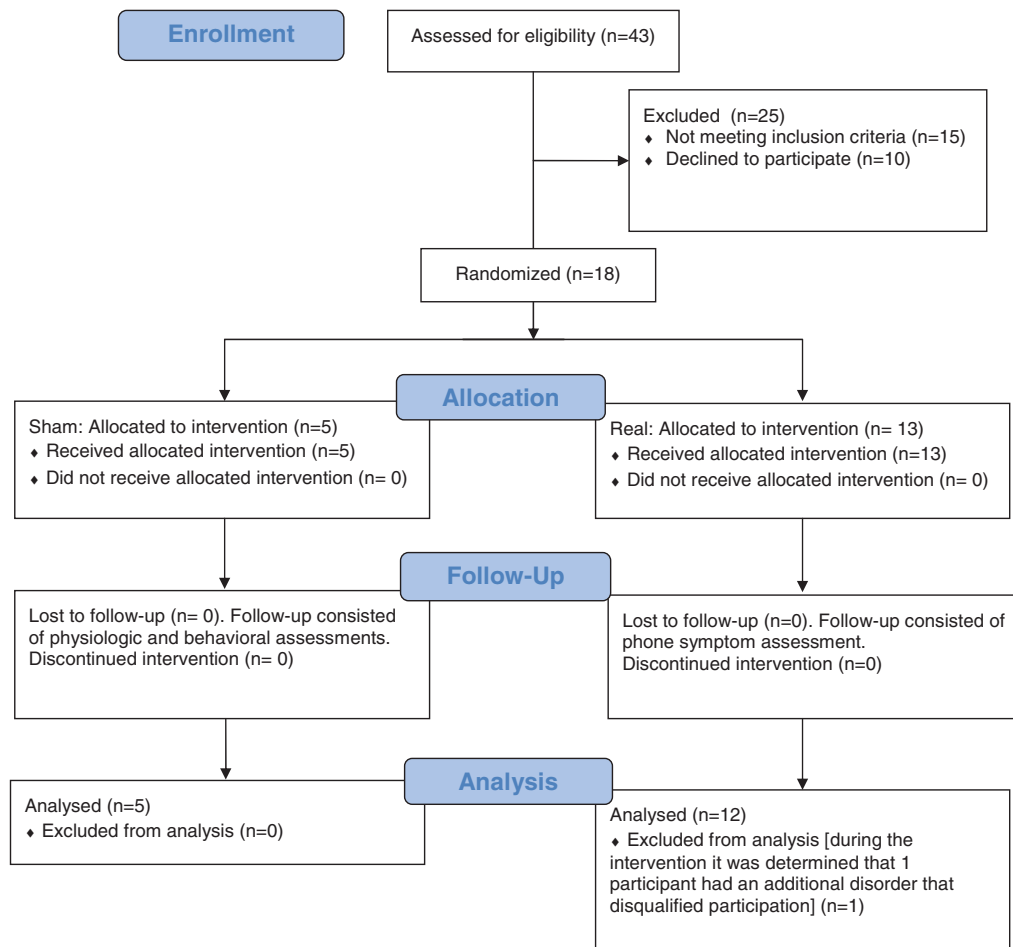 Enrollment
Assessed for eligibility (n=43)
Excluded (n=25)
♦ Not meeting inclusion criteria (n=15)
♦ Declined to participate (n=10)
Randomized (n=18)
Allocation
Sham: Allocated to intervention (n=5)
♦ Received allocated intervention (n=5)
♦ Did not receive allocated intervention (n= 0)
Real: Allocated to intervention (n= 13)
♦ Received allocated intervention (n=13)
♦ Did not receive allocated intervention (n= 0)
Follow-Up
Lost to follow-up (n= 0). Follow-up consisted
of physiologic and behavioral assessments.
Discontinued intervention (n= 0)
Lost to follow-up (n=0). Follow-up consisted of
phone symptom assessment.
Discontinued intervention (n=0)
Analysis
Analysed (n=5)
♦ Excluded from analysis (n=0)
Analysed (n=12)
♦ Excluded from analysis [during the
intervention it was determined that 1
participant had an additional disorder that
disqualified participation] (n=1)